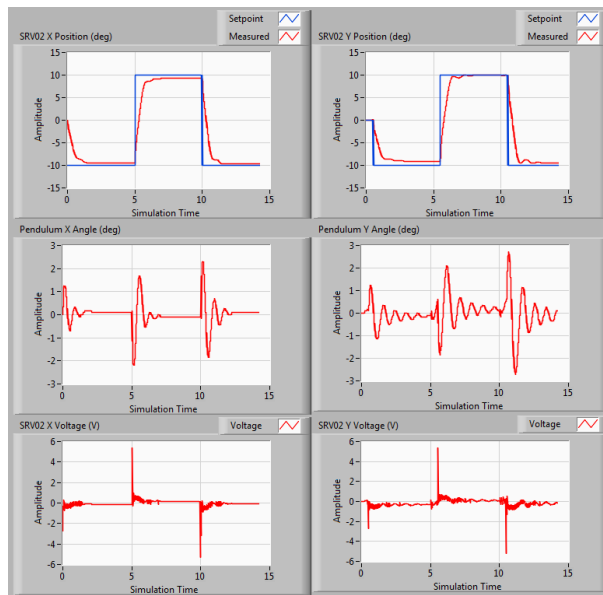 Setpoint
SRV02 X Position (deg) Measured
15
10
5
0
-5
-10
-15
Amplitude
0 5 10 15
Simulation Time
Setpoint
SRV02 Y Position (deg) Measured
15
10
5
0
-5
-10
-15
Amplitude
0 5 10 15
Simulation Time
Pendulum X Angle (deg)
3
2
1
0
-1
-2
-3
Amplitude
0 5 10 15
Simulation Time
Pendulum Y Angle (deg)
3
2
1
0
-1
-2
-3
Amplitude
0 5 10 15
Simulation Time
SRV02 X Voltage (V) Voltage
6
4
2
0
-2
-4
-6
Amplitude
0 5 10 15
Simulation Time
SRV02 Y Voltage (V) Voltage
6
4
2
0
-2
-4
-6
Amplitude
0 5 10 15
Simulation Time